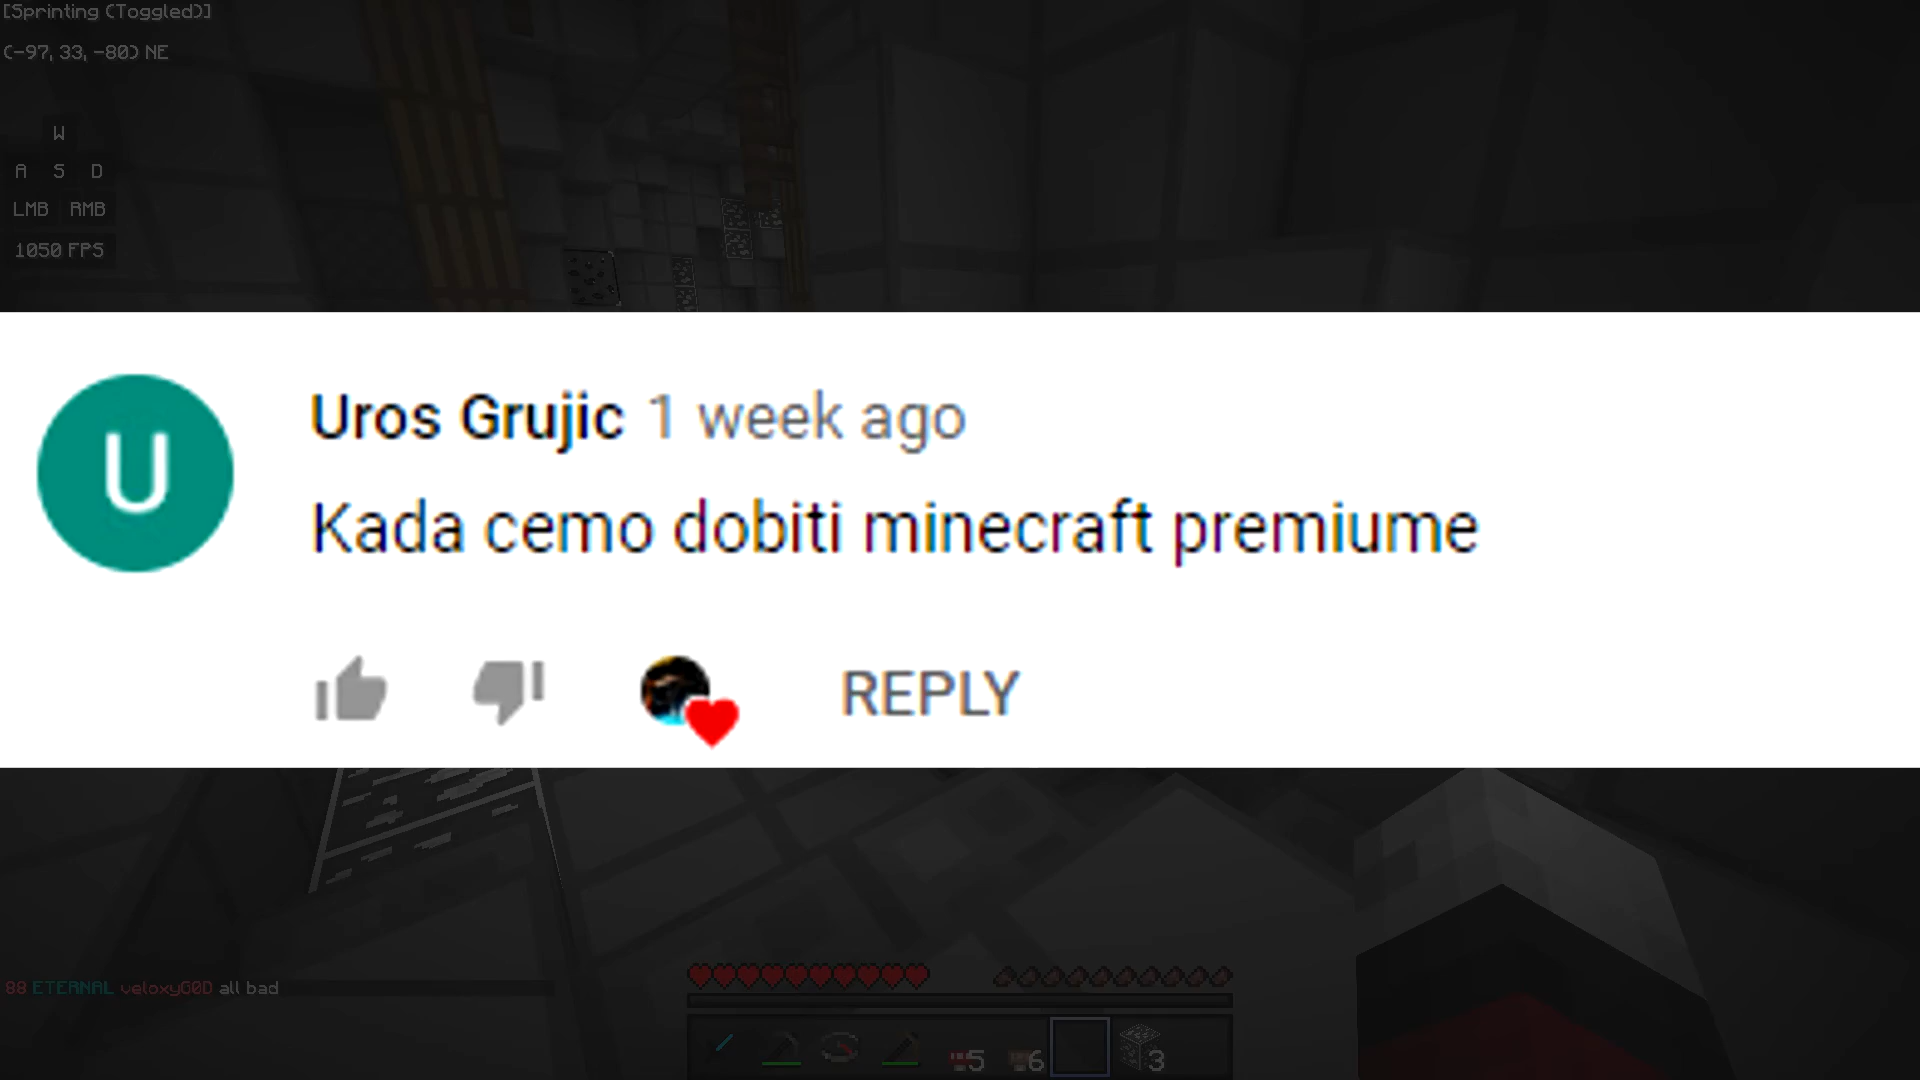 [Sprinting (Toggled)]
(-97, 33, -80) NE
W
A S D
LMB RMB
1050 FPS
U
Uros Grujic 1 week ago
Kada cemo dobiti minecraft premiume
REPLY
88 ETERNAL veloxyG0D all bad
5 6 3